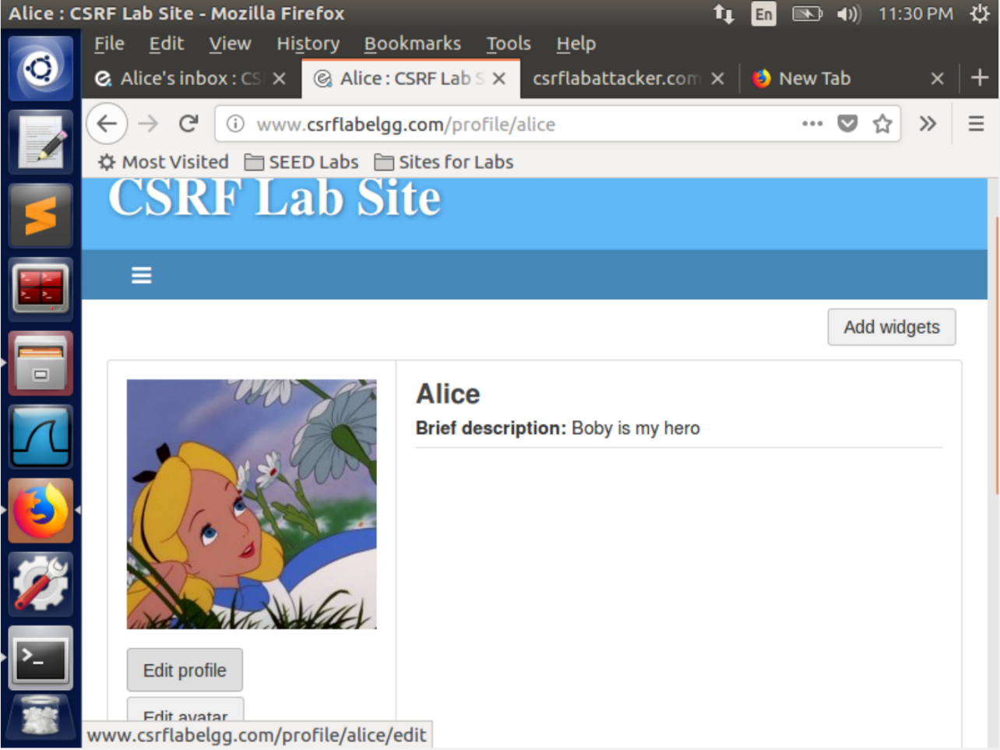 Alice : CSRF Lab Site - Mozilla Firefox En 11:30 PM
File Edit View History Bookmarks Tools Help
Alice's inbox : CS Alice : CSRF Lab S csrflabattacker.com New Tab
www.csrflabelgg.com/profile/alice
Most Visited SEED Labs Sites for Labs
CSRF Lab Site
Add widgets
Alice
Brief description: Boby is my hero
Edit profile
Edit avatar
www.csrflabelgg.com/profile/alice/edit